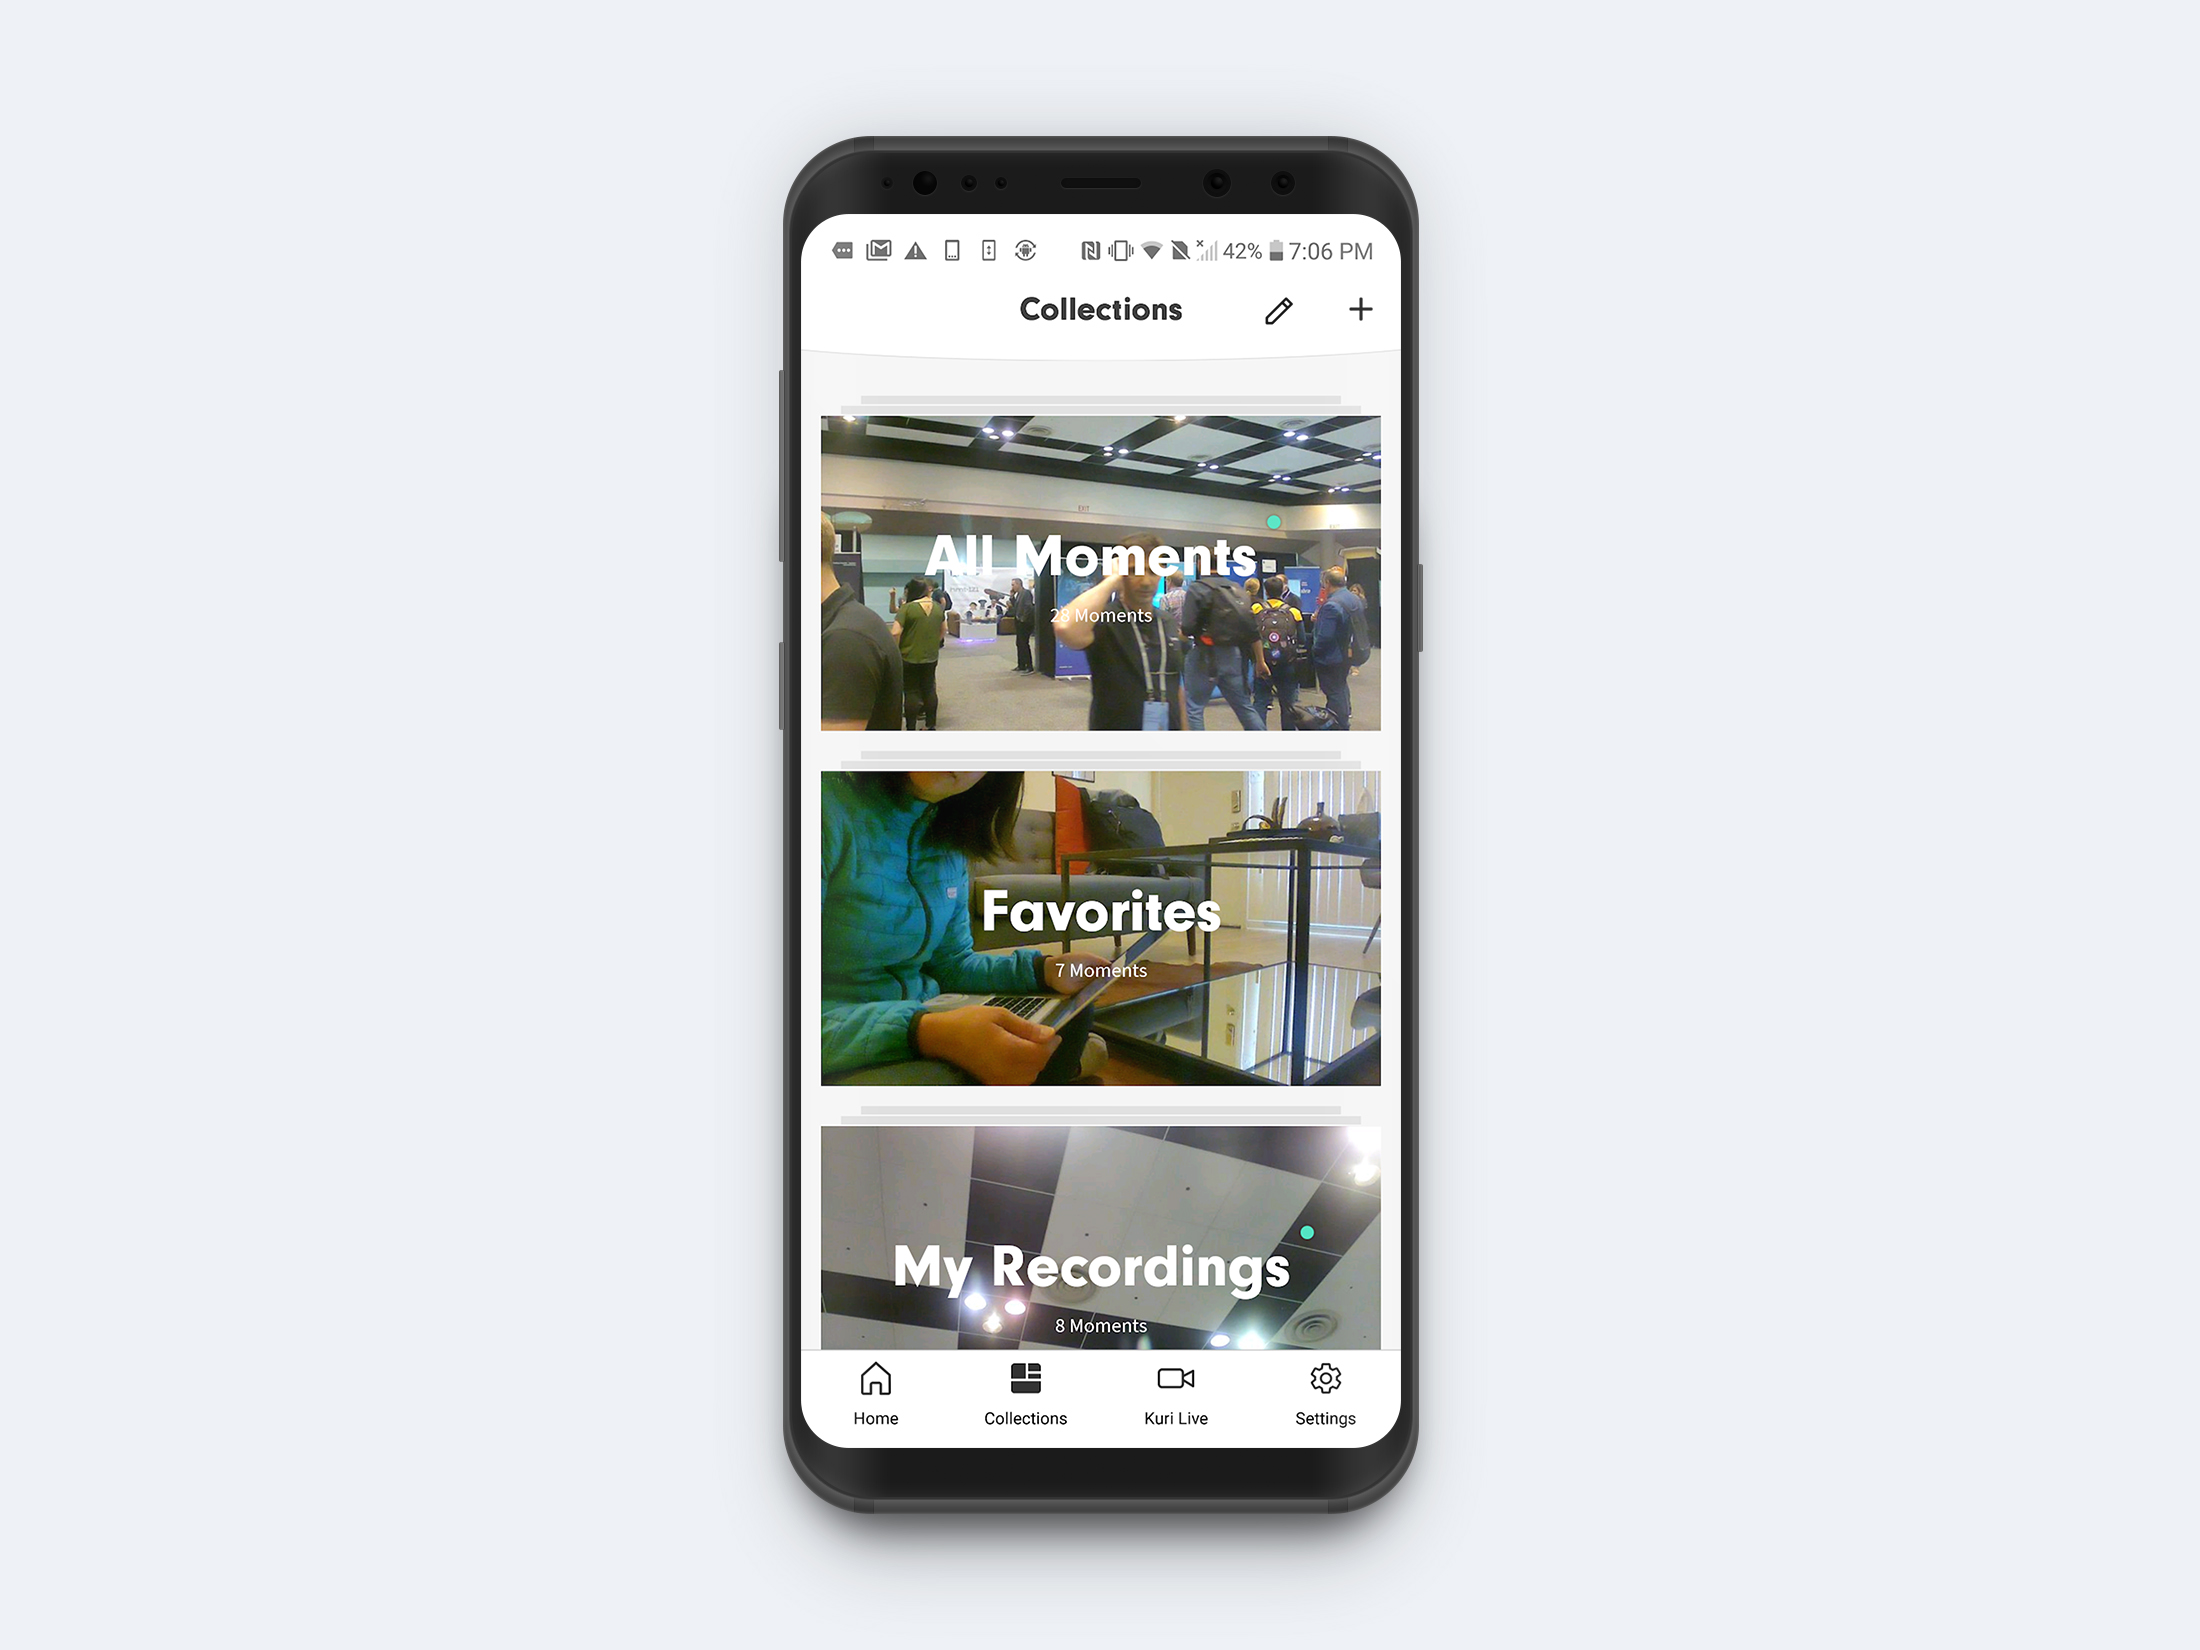 42% 7:06 PM
Collections
EXIT
All Moments
28 Moments
Favorites
7 Moments
My Recordings
8 Moments
Home Collections Kuri Live Settings